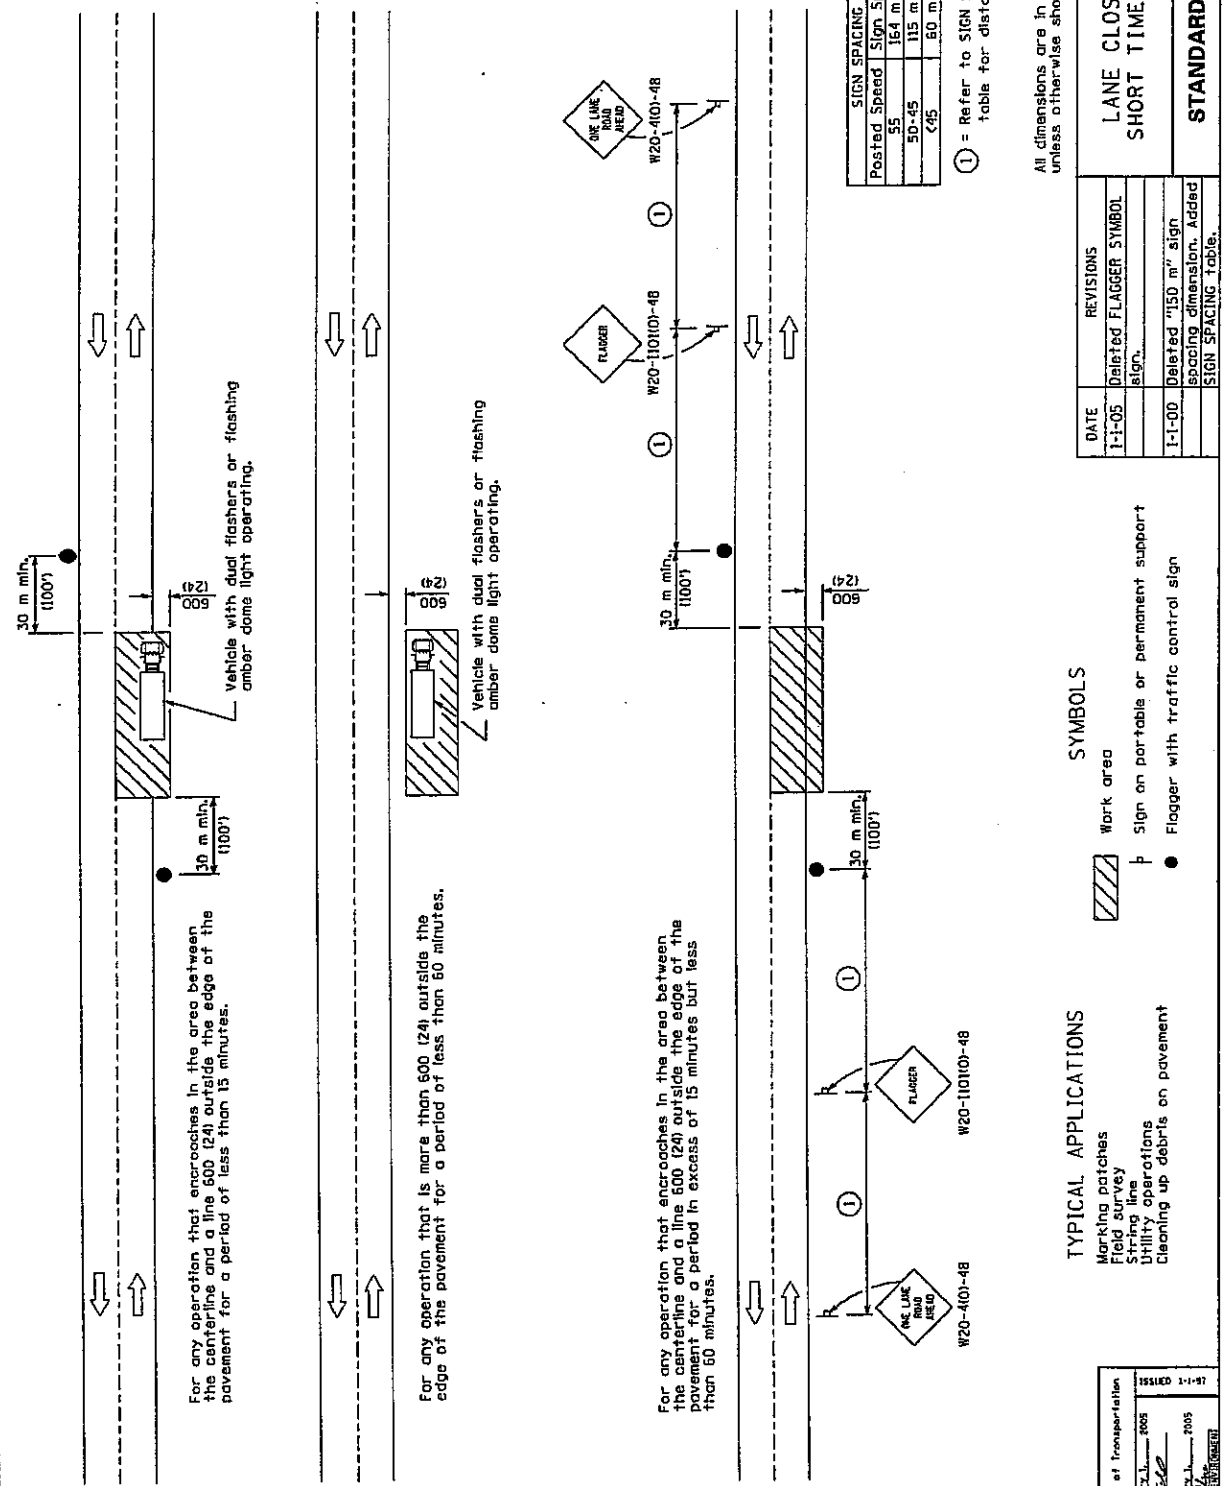 30 m min.
(100')
600
(24)
Vehicle with dual flashers or flashing
amber dome light operating.
30 m min.
(100')
For any operation that encroaches in the area between
the centerline and a line 600 (24) outside the edge of the
pavement for a period of less than 15 minutes.
600
(24)
Vehicle with dual flashers or flashing
amber dome light operating.
For any operation that is more than 600 (24) outside the
edge of the pavement for a period of less than 60 minutes.
ONE LANE
ROAD
AHEAD
W20-4(O)-48
FLAGGER
W20-I101(O)-48
1
1
30 m min.
(100')
600
(24)
30 m min.
(100')
For any operation that encroaches in the area between
the centerline and a line 600 (24) outside the edge of the
pavement for a period in excess of 15 minutes but less
than 60 minutes.
1
1
FLAGGER
W20-I101(O)-48
ONE LANE
ROAD
AHEAD
W20-4(O)-48
SIGN SPACING
Posted Speed Sign S
55 164 m
50-45 115 m
<45 60 m
1 = Refer to SIGN
table for dista
All dimensions are in
unless otherwise sho
TYPICAL APPLICATIONS
Marking patches
Field survey
String line
Utility operations
Cleaning up debris on pavement
SYMBOLS
Work area
Sign on portable or permanent support
Flagger with traffic control sign
DATE REVISIONS
1-1-05 Deleted FLAGGER SYMBOL
sign.
1-1-00 Deleted "150 m" sign
spacing dimension. Added
SIGN SPACING table.
LANE CLOS
SHORT TIME
STANDARD
of Transportation
2005
2005
ENVIRONMENT
ISSUED 1-1-97